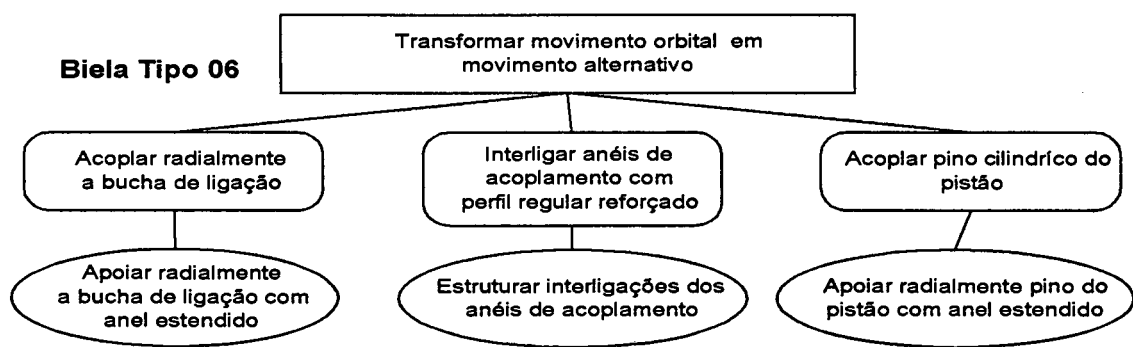 Transformar movimento orbital em
movimento alternativo
Biela Tipo 06
Acoplar radialmente
a bucha de ligação
Interligar anéis de
acoplamento com
perfil regular reforçado
Acoplar pino cilindríco do
pistão
Apoiar radialmente
a bucha de ligação com
anel estendido
Estruturar interligações dos
anéis de acoplamento
Apoiar radialmente pino do
pistão com anel estendido